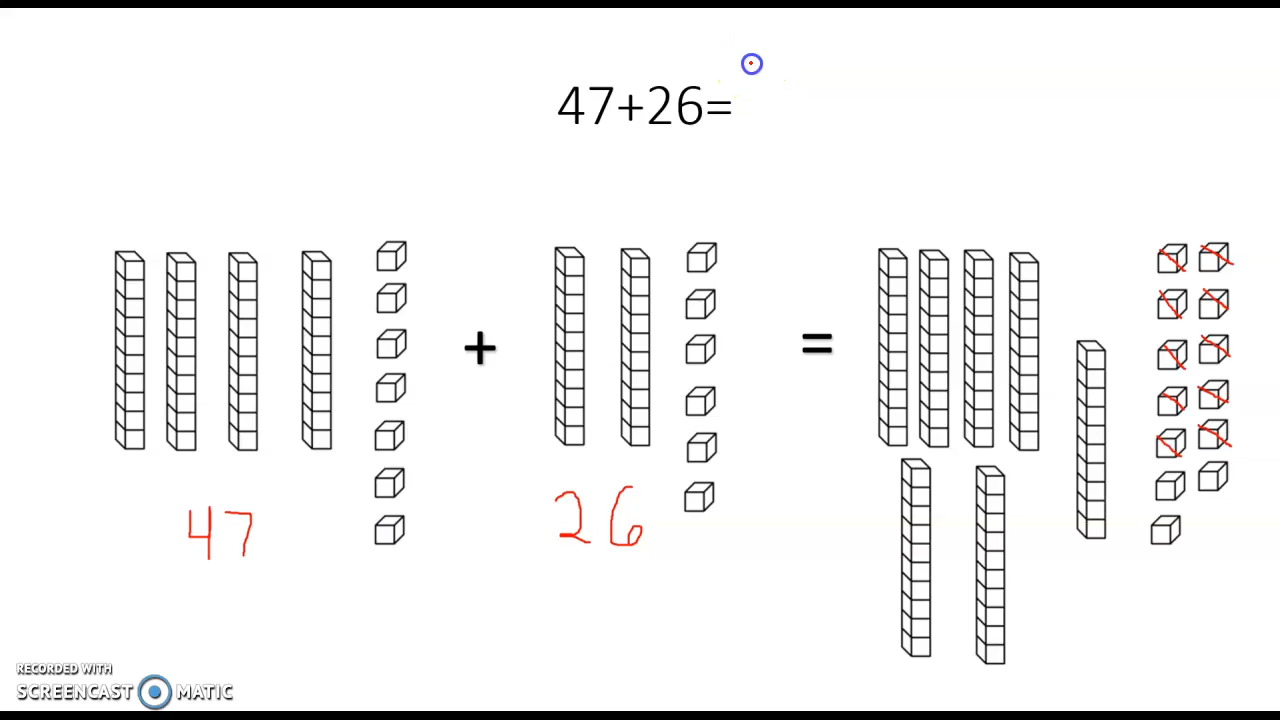 47+26=
+
=
47
26
RECORDED WITH
SCREENCAST MATIC